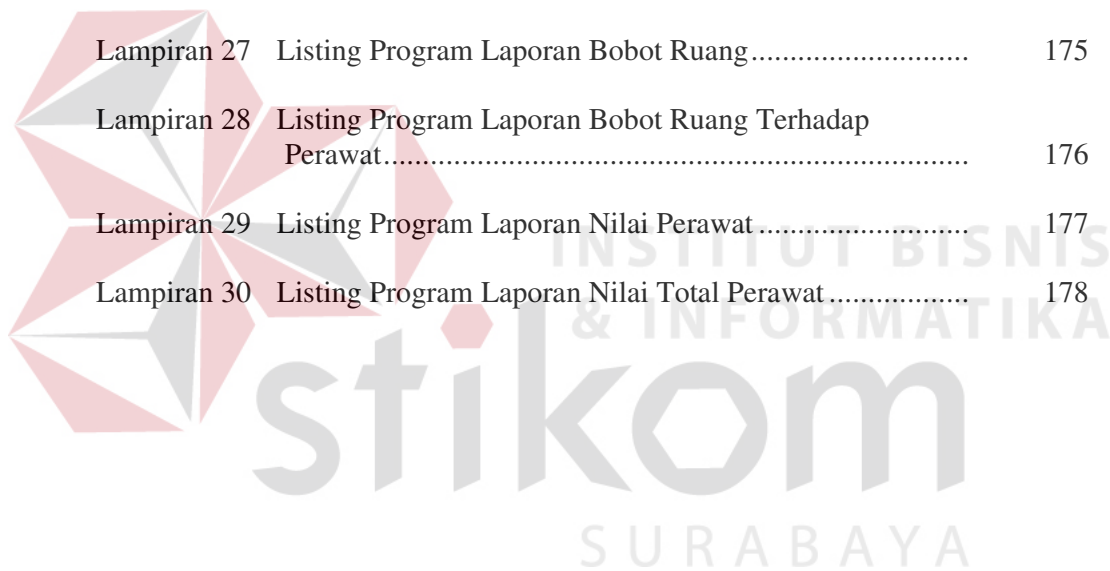 Lampiran 27 Listing Program Laporan Bobot Ruang........................... 175
Lampiran 28 Listing Program Laporan Bobot Ruang Terhadap
Perawat...................................................................... 176
Lampiran 29 Listing Program Laporan Nilai Perawat......................... 177
INSTITUT BISNIS
Lampiran 30 Listing Program Laporan Nilai Total Perawat................. 178
& INFORMATIKA
stikom
SURABAYA